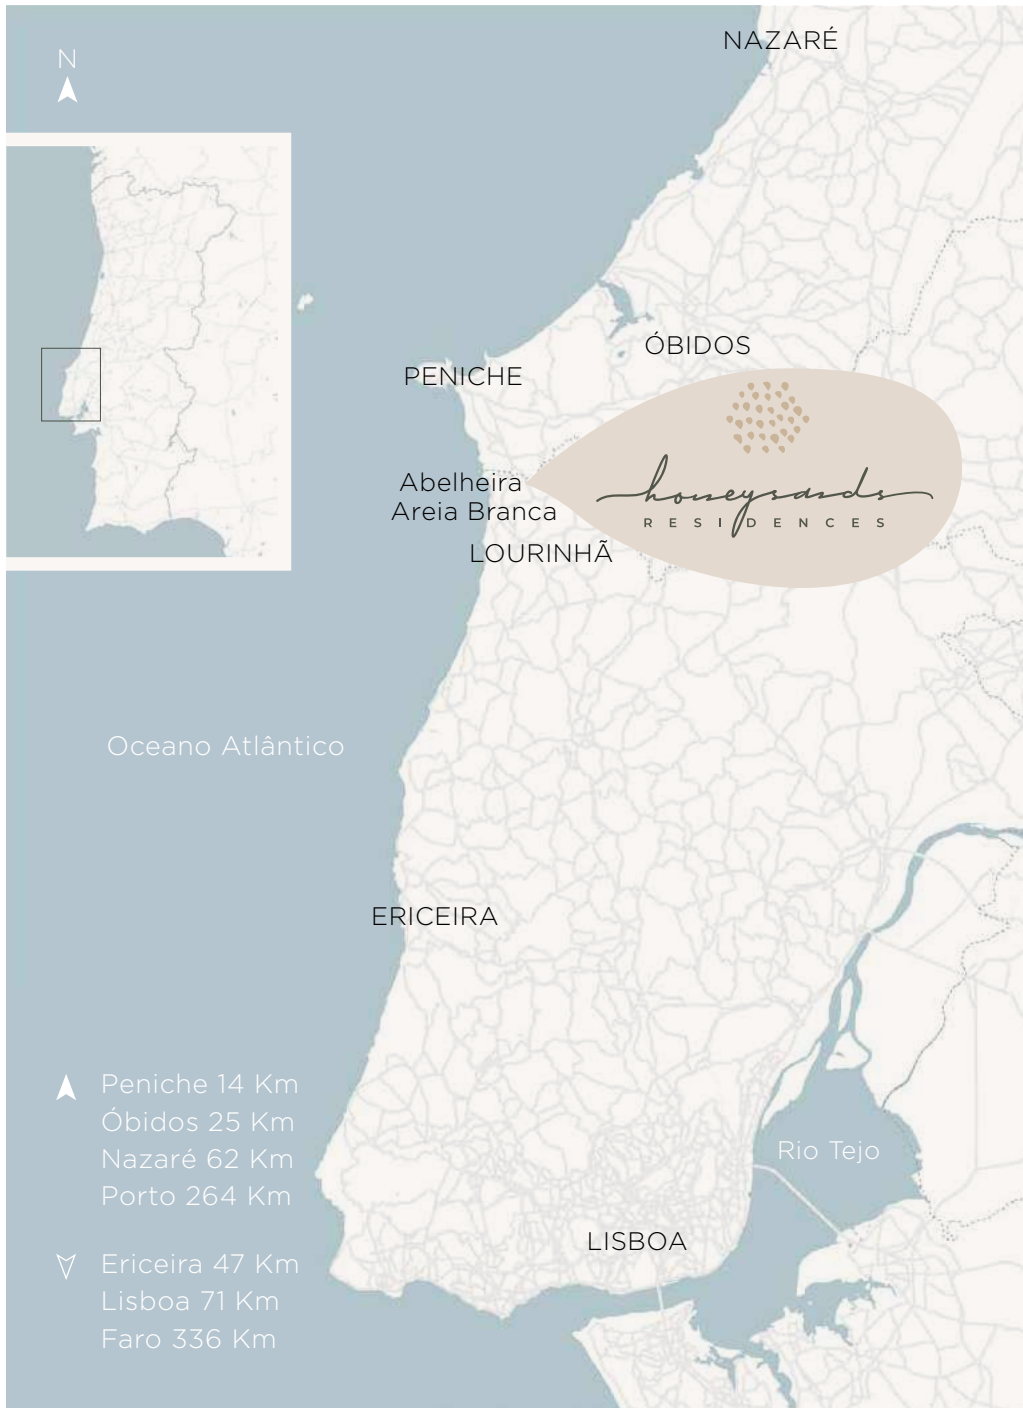 NAZARÉ
N
ÓBIDOS
PENICHE
honeysands
RESIDENCES
Abelheira
Areia Branca
LOURINHÃ
Oceano Atlântico
ERICEIRA
Peniche 14 Km
Óbidos 25 Km
Nazaré 62 Km
Porto 264 Km
Rio Tejo
LISBOA
Ericeira 47 Km
Lisboa 71 Km
Faro 336 Km